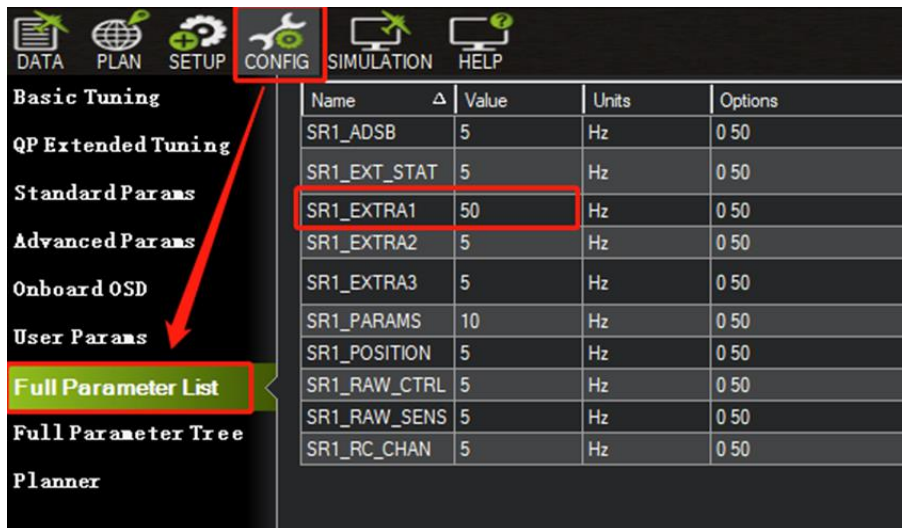 DATA PLAN SETUP CONFIG SIMULATION HELP
Basic Tuning
QP Extended Tuning
Standard Params
Advanced Params
Onboard OSD
User Params
Full Parameter List
Full Parameter Tree
Planner
Name Value Units Options
SR1_ADSB 5 Hz 0 50
SR1_EXT_STAT 5 Hz 0 50
SR1_EXTRA1 50 Hz 0 50
SR1_EXTRA2 5 Hz 0 50
SR1_EXTRA3 5 Hz 0 50
SR1_PARAMS 10 Hz 0 50
SR1_POSITION 5 Hz 0 50
SR1_RAW_CTRL 5 Hz 0 50
SR1_RAW_SENS 5 Hz 0 50
SR1_RC_CHAN 5 Hz 0 50